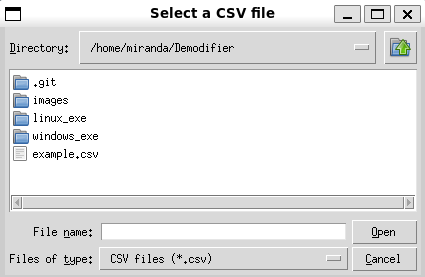 Select a CSV file
Directory: /home/miranda/Demodifier
.git
images
linux_exe
windows_exe
example.csv
File name: Open
Files of type: CSV files (*.csv) Cancel